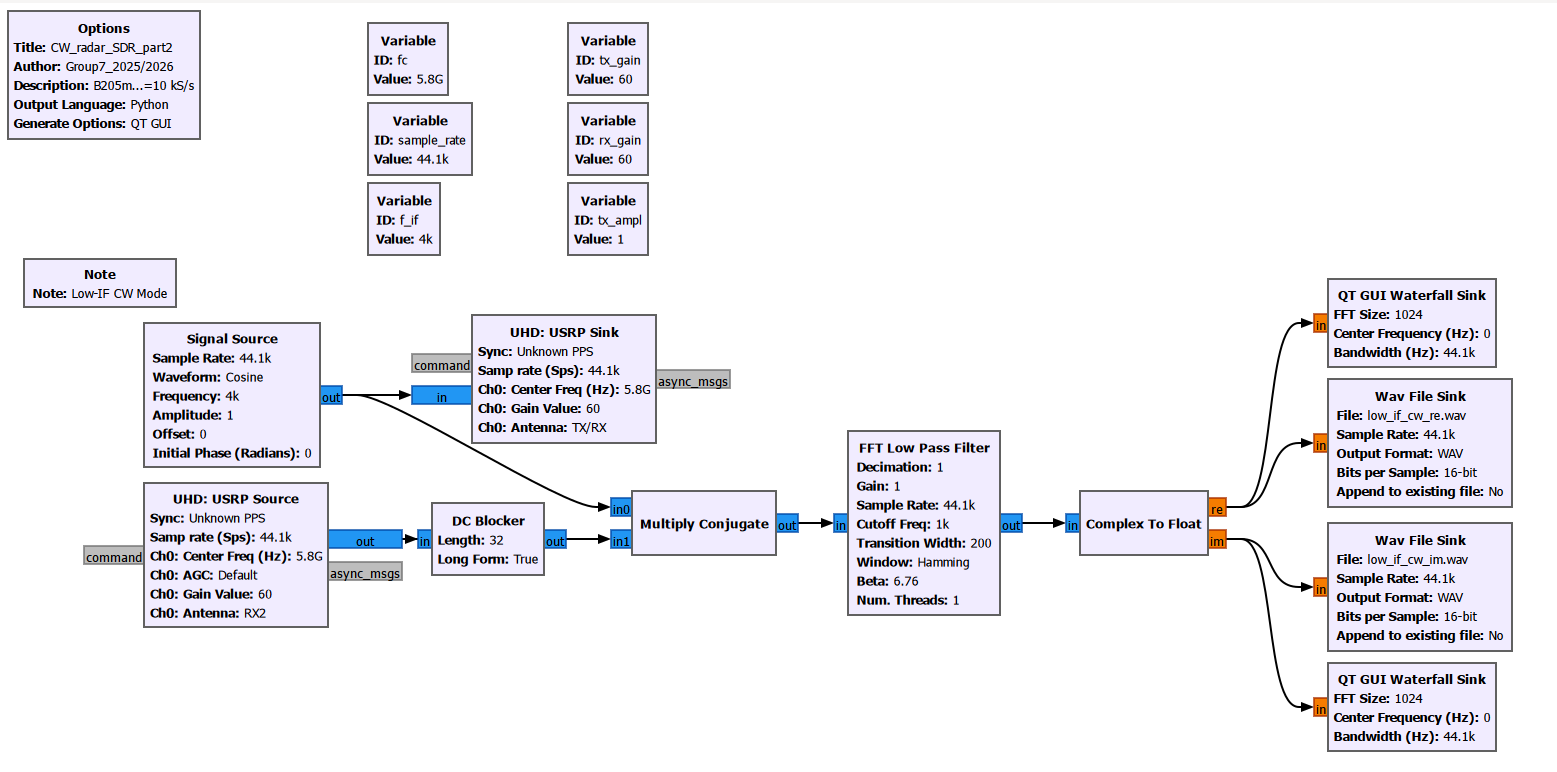 Options
Title: CW_radar_SDR_part2
Author: Group7_2025/2026
Description: B205m...=10 kS/s
Output Language: Python
Generate Options: QT GUI
Variable
ID: fc
Value: 5.8G
Variable
ID: tx_gain
Value: 60
Variable
ID: sample_rate
Value: 44.1k
Variable
ID: rx_gain
Value: 60
Variable
ID: f_if
Value: 4k
Variable
ID: tx_ampl
Value: 1
Note
Note: Low-IF CW Mode
Signal Source
Sample Rate: 44.1k
Waveform: Cosine
Frequency: 4k
Amplitude: 1
Offset: 0
Initial Phase (Radians): 0
out
command
in
UHD: USRP Sink
Sync: Unknown PPS
Samp rate (Sps): 44.1k
Ch0: Center Freq (Hz): 5.8G
Ch0: Gain Value: 60
Ch0: Antenna: TX/RX
async_msgs
command
UHD: USRP Source
Sync: Unknown PPS
Samp rate (Sps): 44.1k
Ch0: Center Freq (Hz): 5.8G
Ch0: AGC: Default
Ch0: Gain Value: 60
Ch0: Antenna: RX2
out
async_msgs
in
DC Blocker
Length: 32
Long Form: True
out
in0
in1
Multiply Conjugate
out
in
FFT Low Pass Filter
Decimation: 1
Gain: 1
Sample Rate: 44.1k
Cutoff Freq: 1k
Transition Width: 200
Window: Hamming
Beta: 6.76
Num. Threads: 1
out
in
Complex To Float
re
im
in
QT GUI Waterfall Sink
FFT Size: 1024
Center Frequency (Hz): 0
Bandwidth (Hz): 44.1k
in
Wav File Sink
File: low_if_cw_re.wav
Sample Rate: 44.1k
Output Format: WAV
Bits per Sample: 16-bit
Append to existing file: No
in
Wav File Sink
File: low_if_cw_im.wav
Sample Rate: 44.1k
Output Format: WAV
Bits per Sample: 16-bit
Append to existing file: No
in
QT GUI Waterfall Sink
FFT Size: 1024
Center Frequency (Hz): 0
Bandwidth (Hz): 44.1k